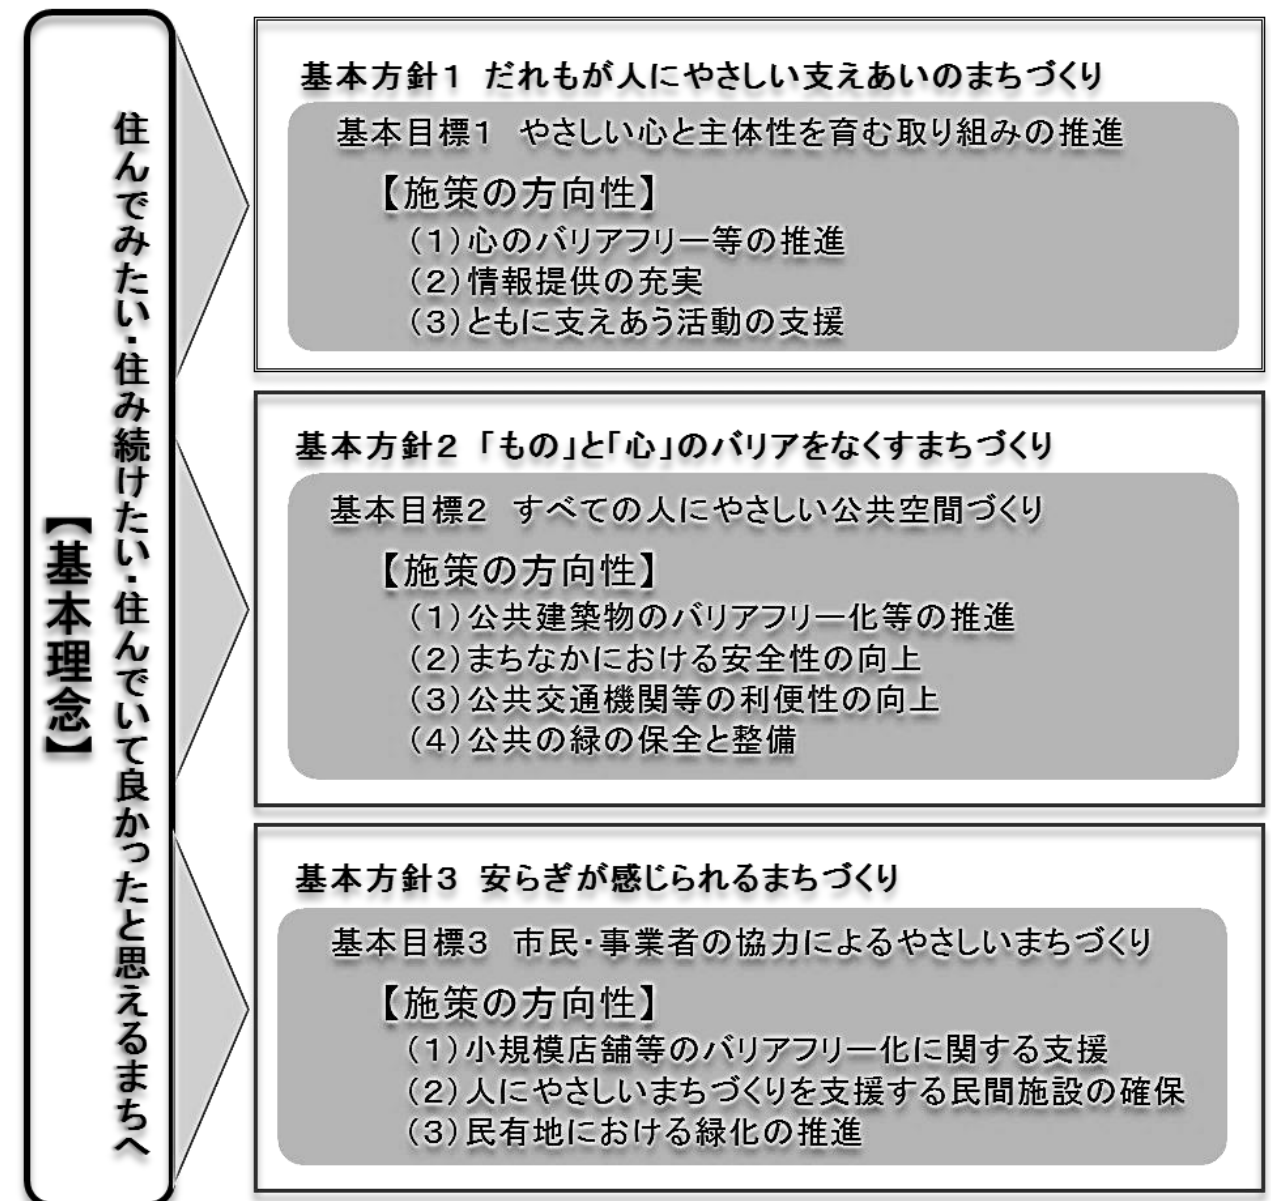 【基本理念】
住んでみたい・住み続けたい・住んでいて良かったと思えるまちへ
基本方針1 だれもが人にやさしい支えあいのまちづくり
基本目標1 やさしい心と主体性を育む取り組みの推進
【施策の方向性】
(1)心のバリアフリー等の推進
(2)情報提供の充実
(3)ともに支えあう活動の支援
基本方針2 「もの」と「心」のバリアをなくすまちづくり
基本目標2 すべての人にやさしい公共空間づくり
【施策の方向性】
(1)公共建築物のバリアフリー化等の推進
(2)まちなかにおける安全性の向上
(3)公共交通機関等の利便性の向上
(4)公共の緑の保全と整備
基本方針3 安らぎが感じられるまちづくり
基本目標3 市民・事業者の協力によるやさしいまちづくり
【施策の方向性】
(1)小規模店舗等のバリアフリー化に関する支援
(2)人にやさしいまちづくりを支援する民間施設の確保
(3)民有地における緑化の推進